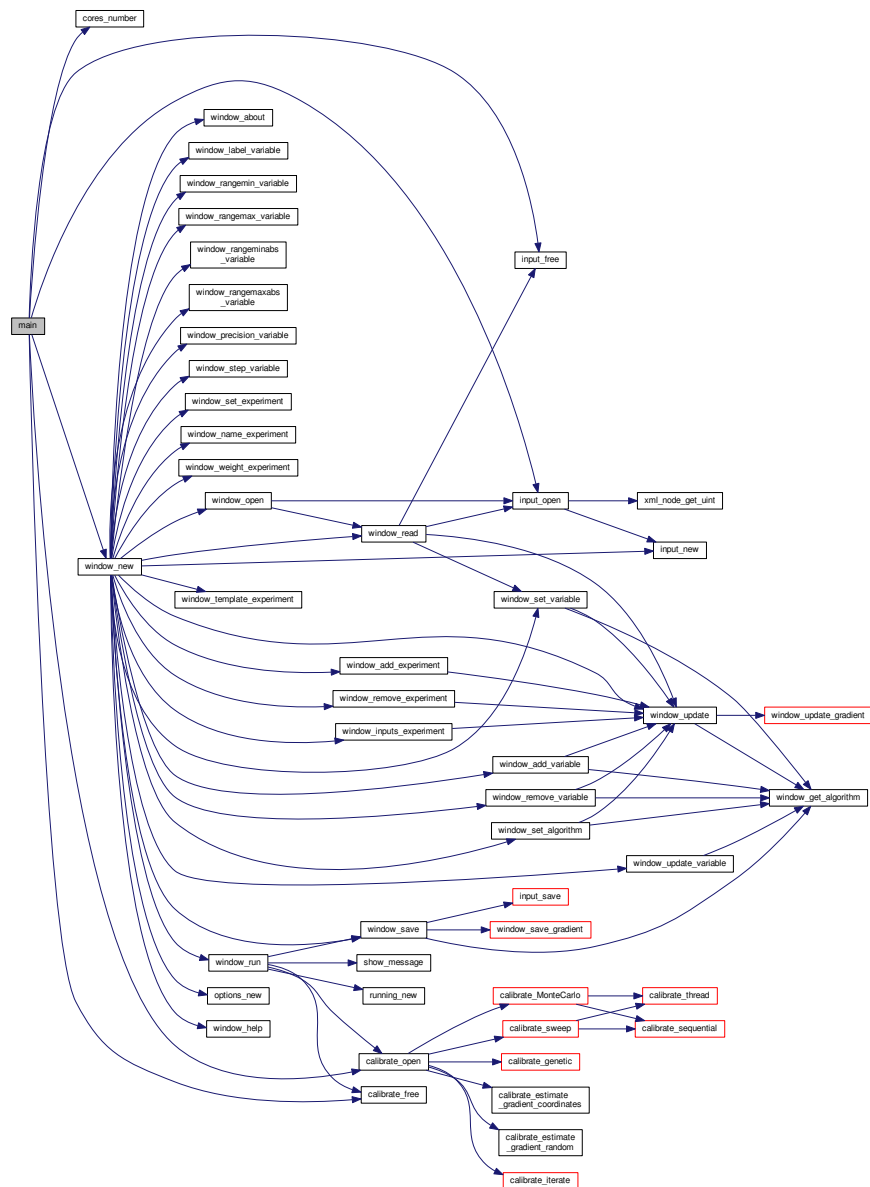 cores_number
window_about
window_label_variable
window_rangemin_variable
window_rangemax_variable
window_rangeminabs
_variable
input_free
window_rangemaxabs
_variable
main
window_precision_variable
window_step_variable
window_set_experiment
window_name_experiment
window_weight_experiment
window_open
input_open
xml_node_get_uint
window_read
input_new
window_new
window_template_experiment
window_set_variable
window_add_experiment
window_remove_experiment
window_update
window_update_gradient
window_inputs_experiment
window_add_variable
window_remove_variable
window_get_algorithm
window_set_algorithm
window_update_variable
input_save
window_save
window_save_gradient
window_run
show_message
options_new
running_new
calibrate_MonteCarlo
calibrate_thread
window_help
calibrate_sweep
calibrate_sequential
calibrate_open
calibrate_genetic
calibrate_free
calibrate_estimate
_gradient_coordinates
calibrate_estimate
_gradient_random
calibrate_iterate